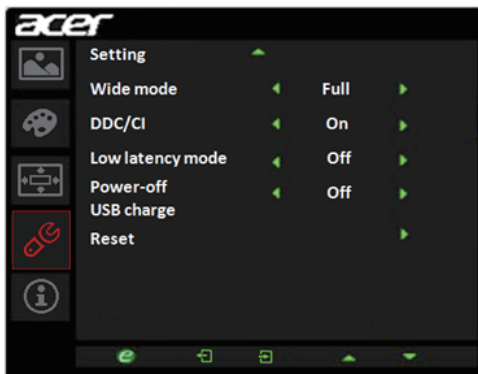 acer
Setting
Wide mode Full
DDC/CI On
Low latency mode Off
Power-off Off
USB charge
Reset